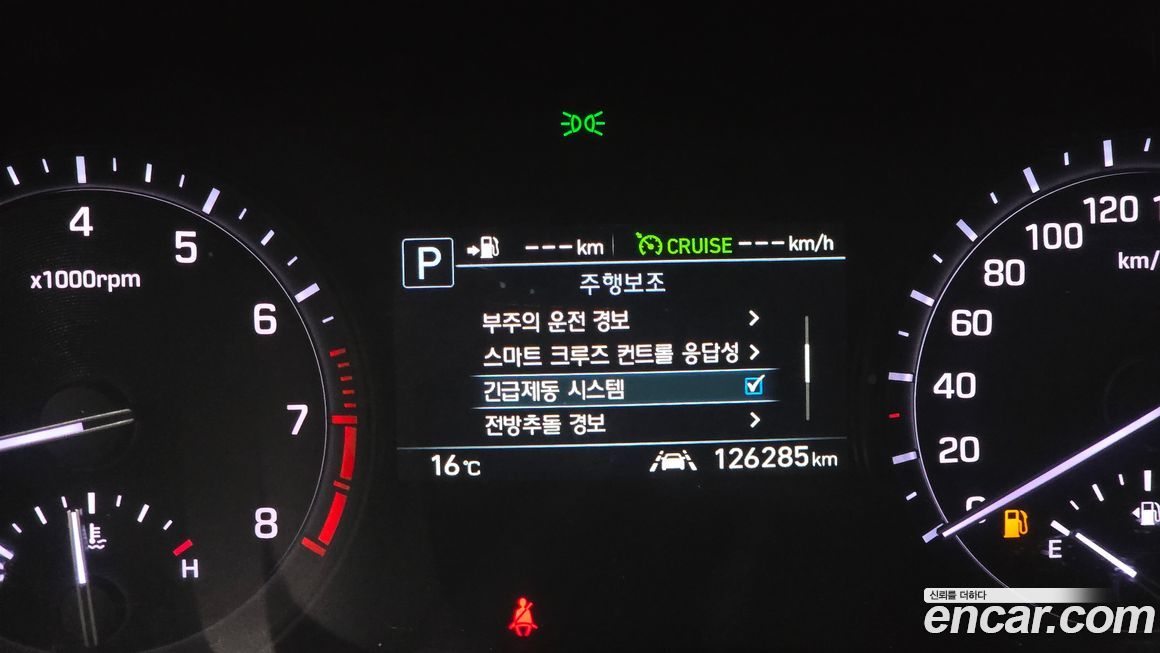 4
5
x1000rpm
6
7
8
H
P
---km
CRUISE ---km/h
주행보조
부주의 운전 경보
스마트 크루즈 컨트롤 응답성
긴급제동 시스템
전방추돌 경보
16℃
126285km
120
100
km/
80
60
40
20
E
신뢰를 더하다
encar.com